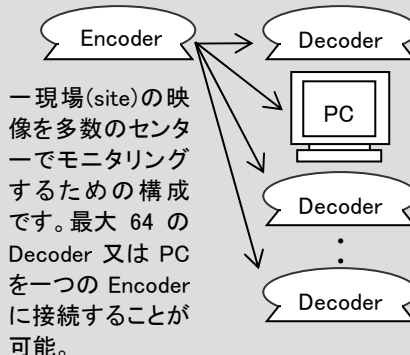 Encoder
Decoder
PC
Decoder
Decoder
一現場(site)の映
像を多数のセンタ
ーでモニタリング
するための構成
です。最大 64 の
Decoder 又は PC
を一つの Encoder
に接続することが
可能。